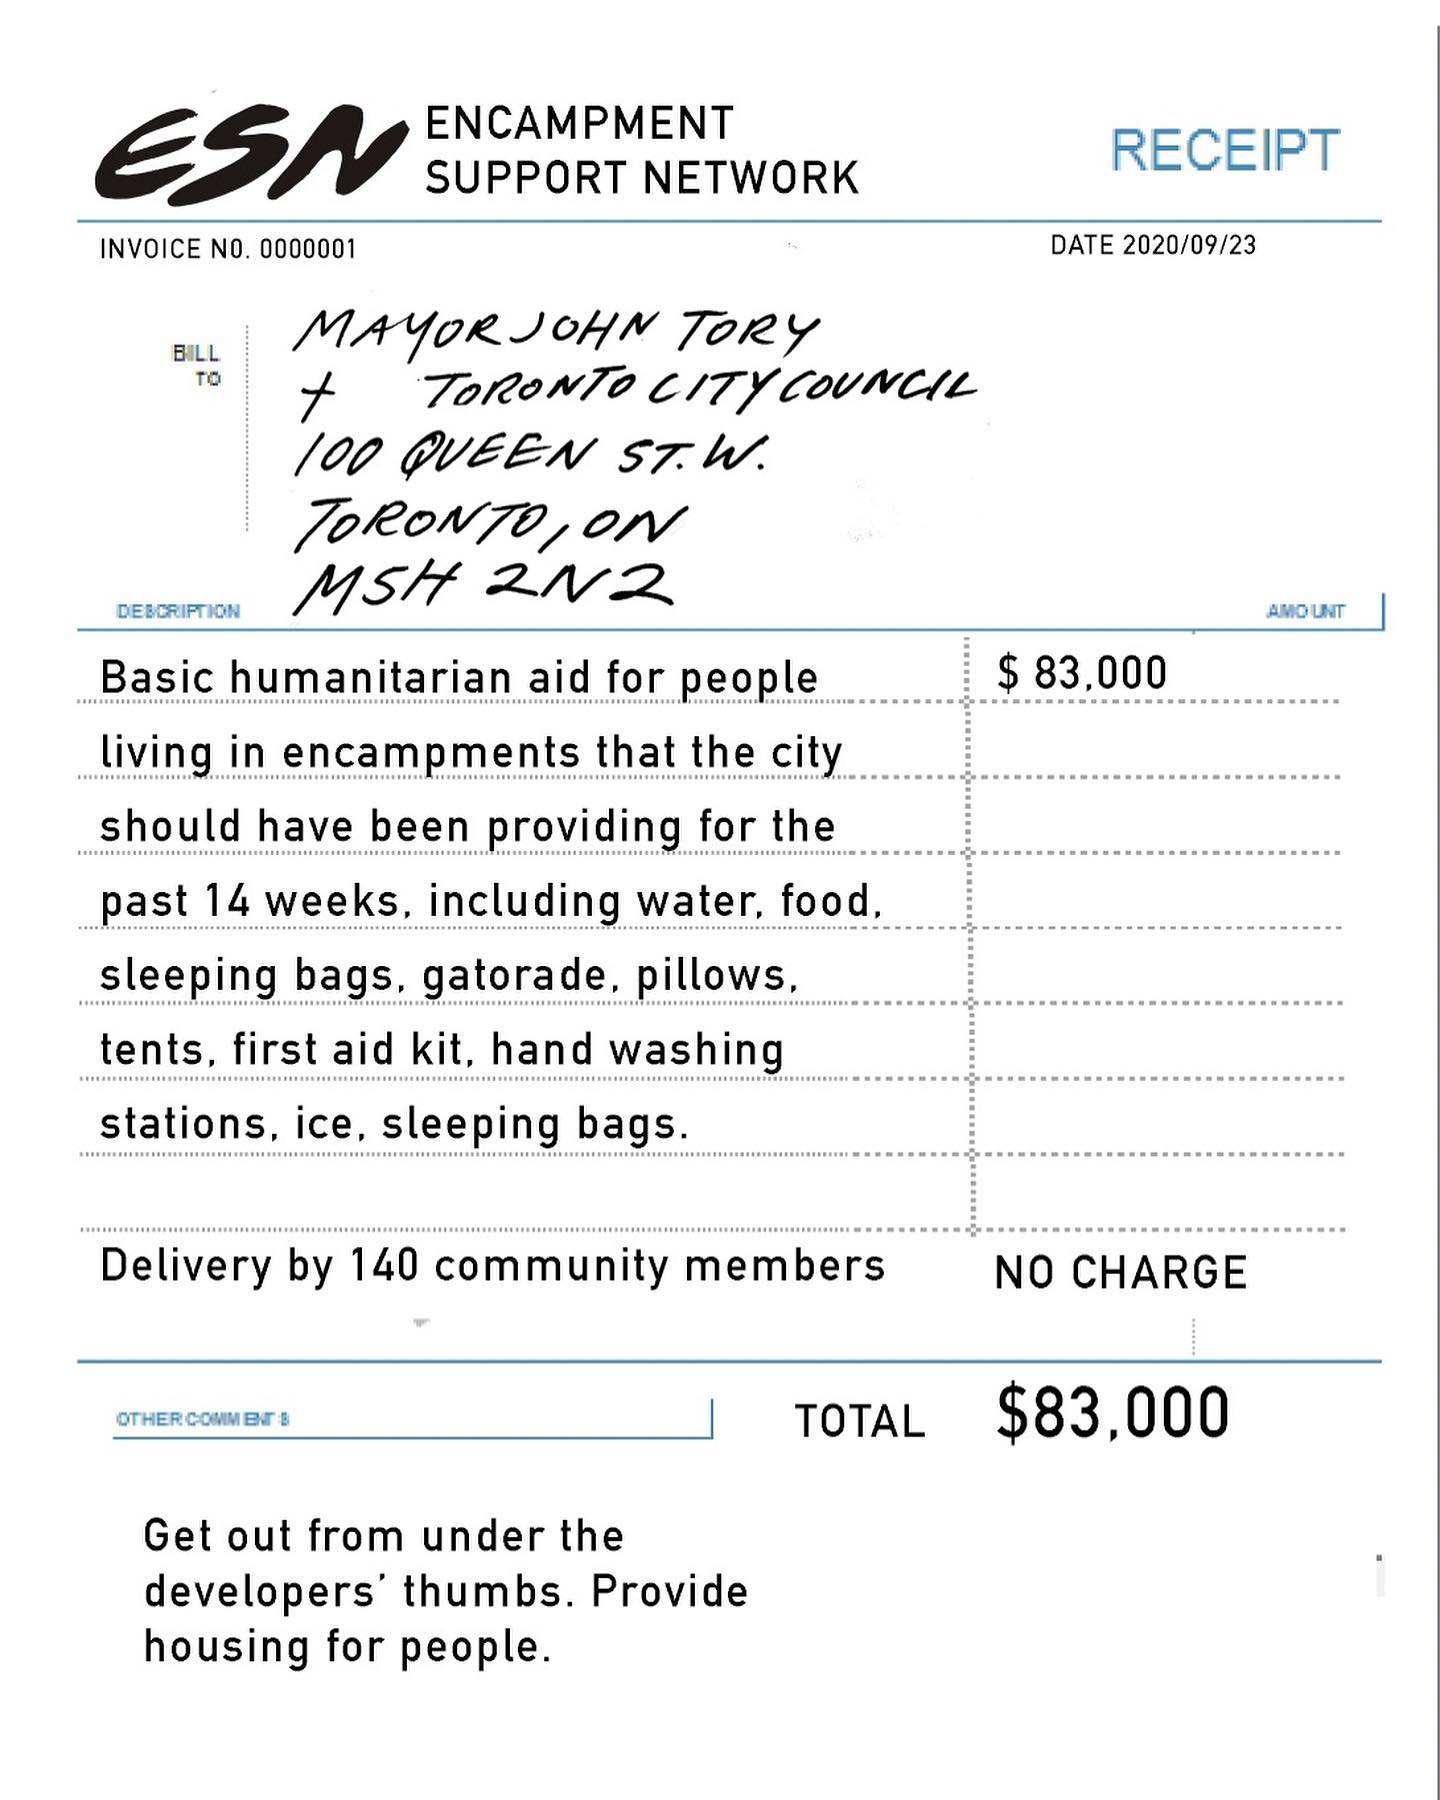 ESN ENCAMPMENT
SUPPORT NETWORK
RECEIPT
INVOICE NO. 0000001
DATE 2020/09/23
BILL
TO
MAYOR JOHN TORY
+ TORONTO CITY COUNCIL
100 QUEEN ST. W.
TORONTO, ON
M5H 2N2
DESCRIPTION
AMOUNT
Basic humanitarian aid for people $ 83,000
living in encampments that the city
should have been providing for the
past 14 weeks, including water, food,
sleeping bags, gatorade, pillows,
tents, first aid kit, hand washing
stations, ice, sleeping bags.
Delivery by 140 community members NO CHARGE
OTHER COMMENTS
TOTAL $83,000
Get out from under the
developers' thumbs. Provide
housing for people.